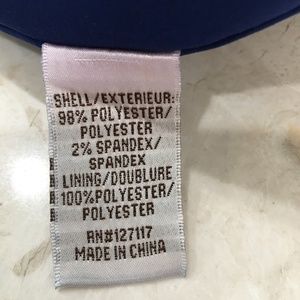 SHELL/EXTERIEUR:
98% POLYESTER/
POLYESTER
2% SPANDEX/
SPANDEX
LINING/DOUBLURE
100%POLYESTER/
POLYESTER
RN#127117
MADE IN CHINA